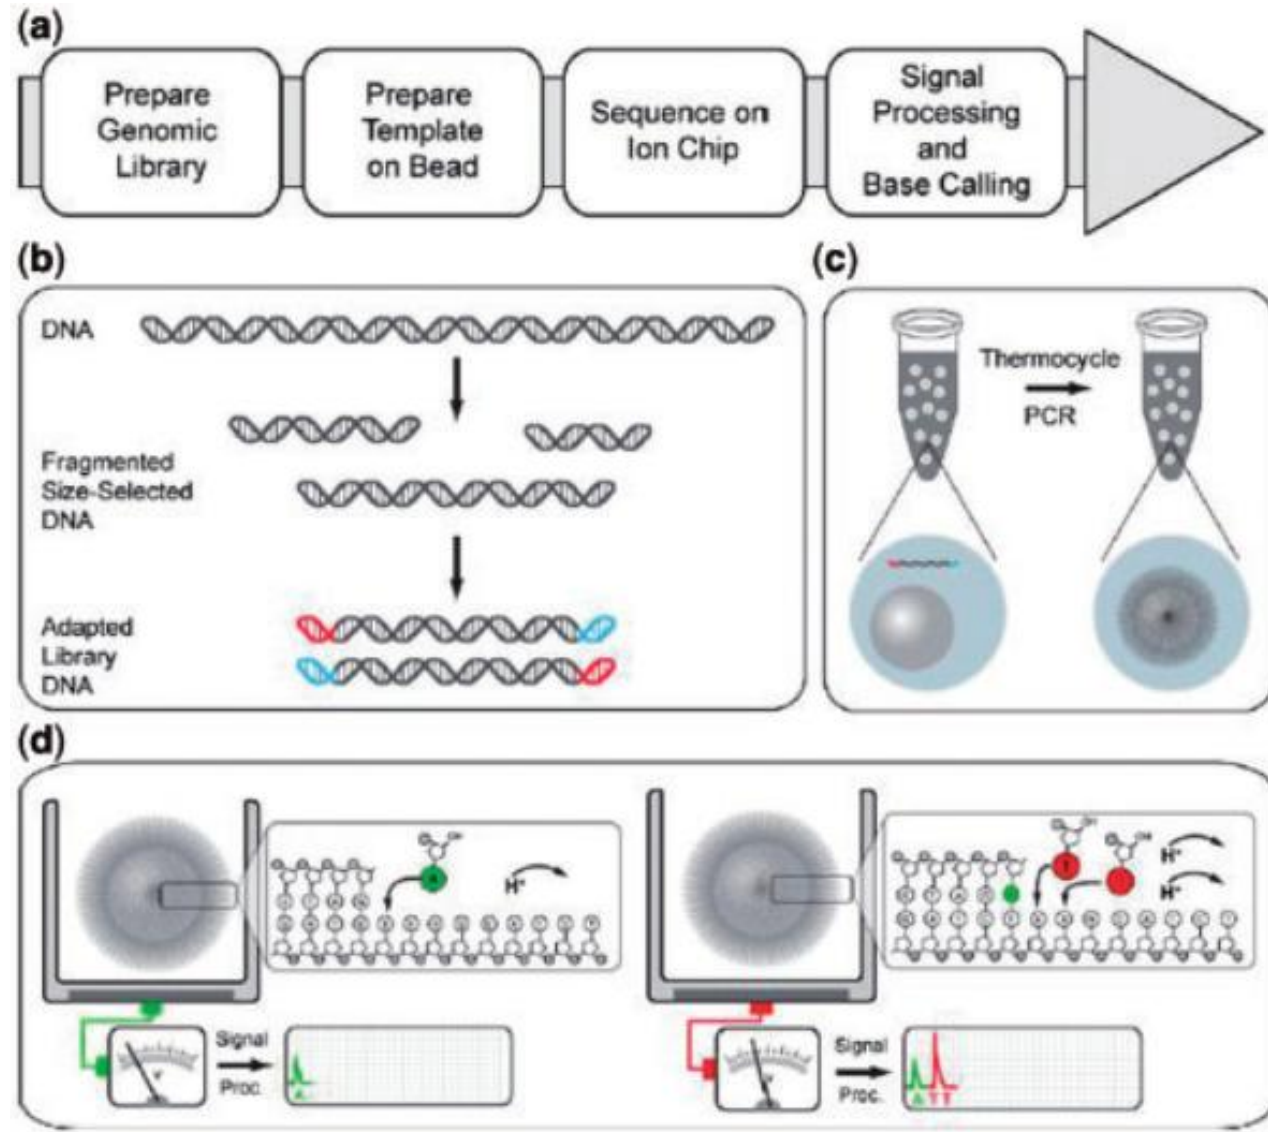 (a)
Prepare
Genomic
Library
Prepare
Template
on Bead
Sequence on
Ion Chip
Signal
Processing
and
Base Calling
(b)
DNA
Fragmented
Size-Selected
DNA
Adapted
Library
DNA
(c)
Thermocycle
PCR
(d)
H+
Signal
Proc.
V
A
T
H+
H+
Signal
Proc.
V
A T T